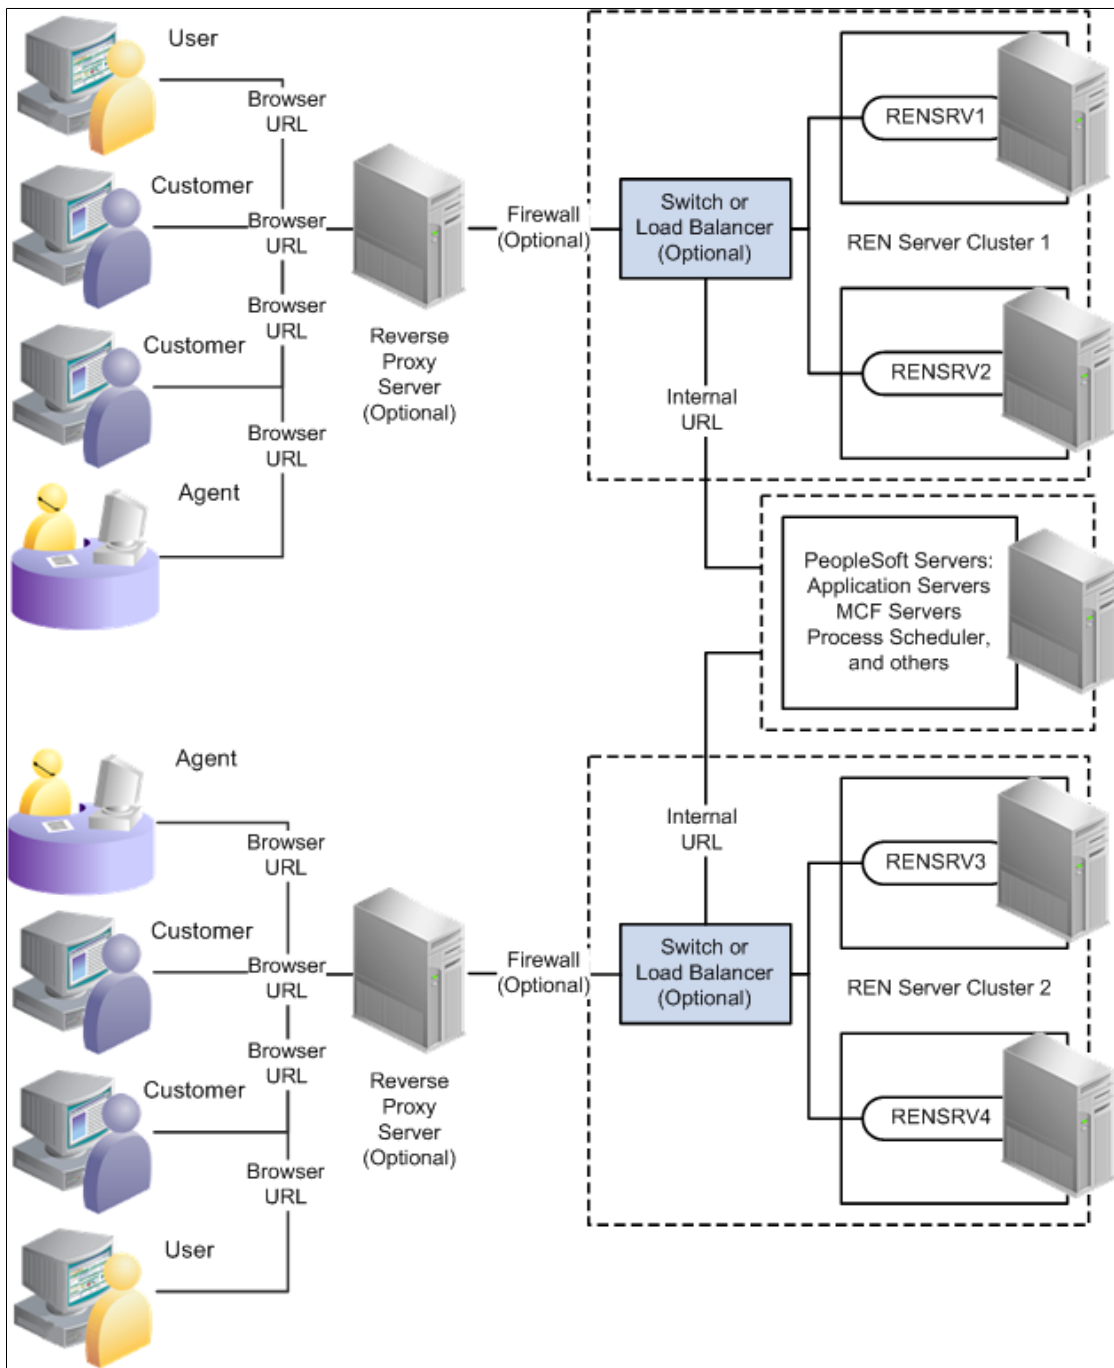 User
Browser
URL
Customer
Browser
URL
Browser
URL
Customer
Browser
URL
Agent
Reverse
Proxy
Server
(Optional)
Firewall
(Optional)
Switch or
Load Balancer
(Optional)
RENSRV1
REN Server Cluster 1
RENSRV2
Internal
URL
PeopleSoft Servers:
Application Servers
MCF Servers
Process Scheduler,
and others
Agent
Browser
URL
Customer
Browser
URL
Browser
URL
Customer
Browser
URL
User
Reverse
Proxy
Server
(Optional)
Firewall
(Optional)
Internal
URL
Switch or
Load Balancer
(Optional)
RENSRV3
REN Server Cluster 2
RENSRV4